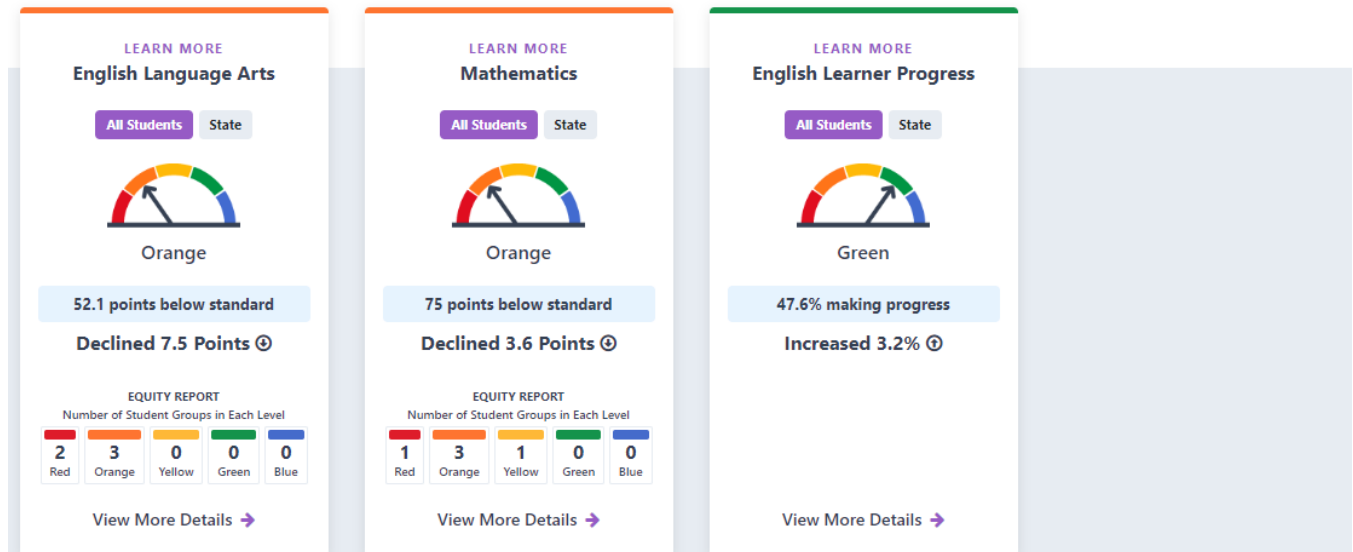 LEARN MORE
English Language Arts
All Students State
Orange
52.1 points below standard
Declined 7.5 Points
EQUITY REPORT
Number of Student Groups in Each Level
2 3 0 0 0
Red Orange Yellow Green Blue
View More Details
LEARN MORE
Mathematics
All Students State
Orange
75 points below standard
Declined 3.6 Points
EQUITY REPORT
Number of Student Groups in Each Level
1 3 1 0 0
Red Orange Yellow Green Blue
View More Details
LEARN MORE
English Learner Progress
All Students State
Green
47.6% making progress
Increased 3.2%
View More Details